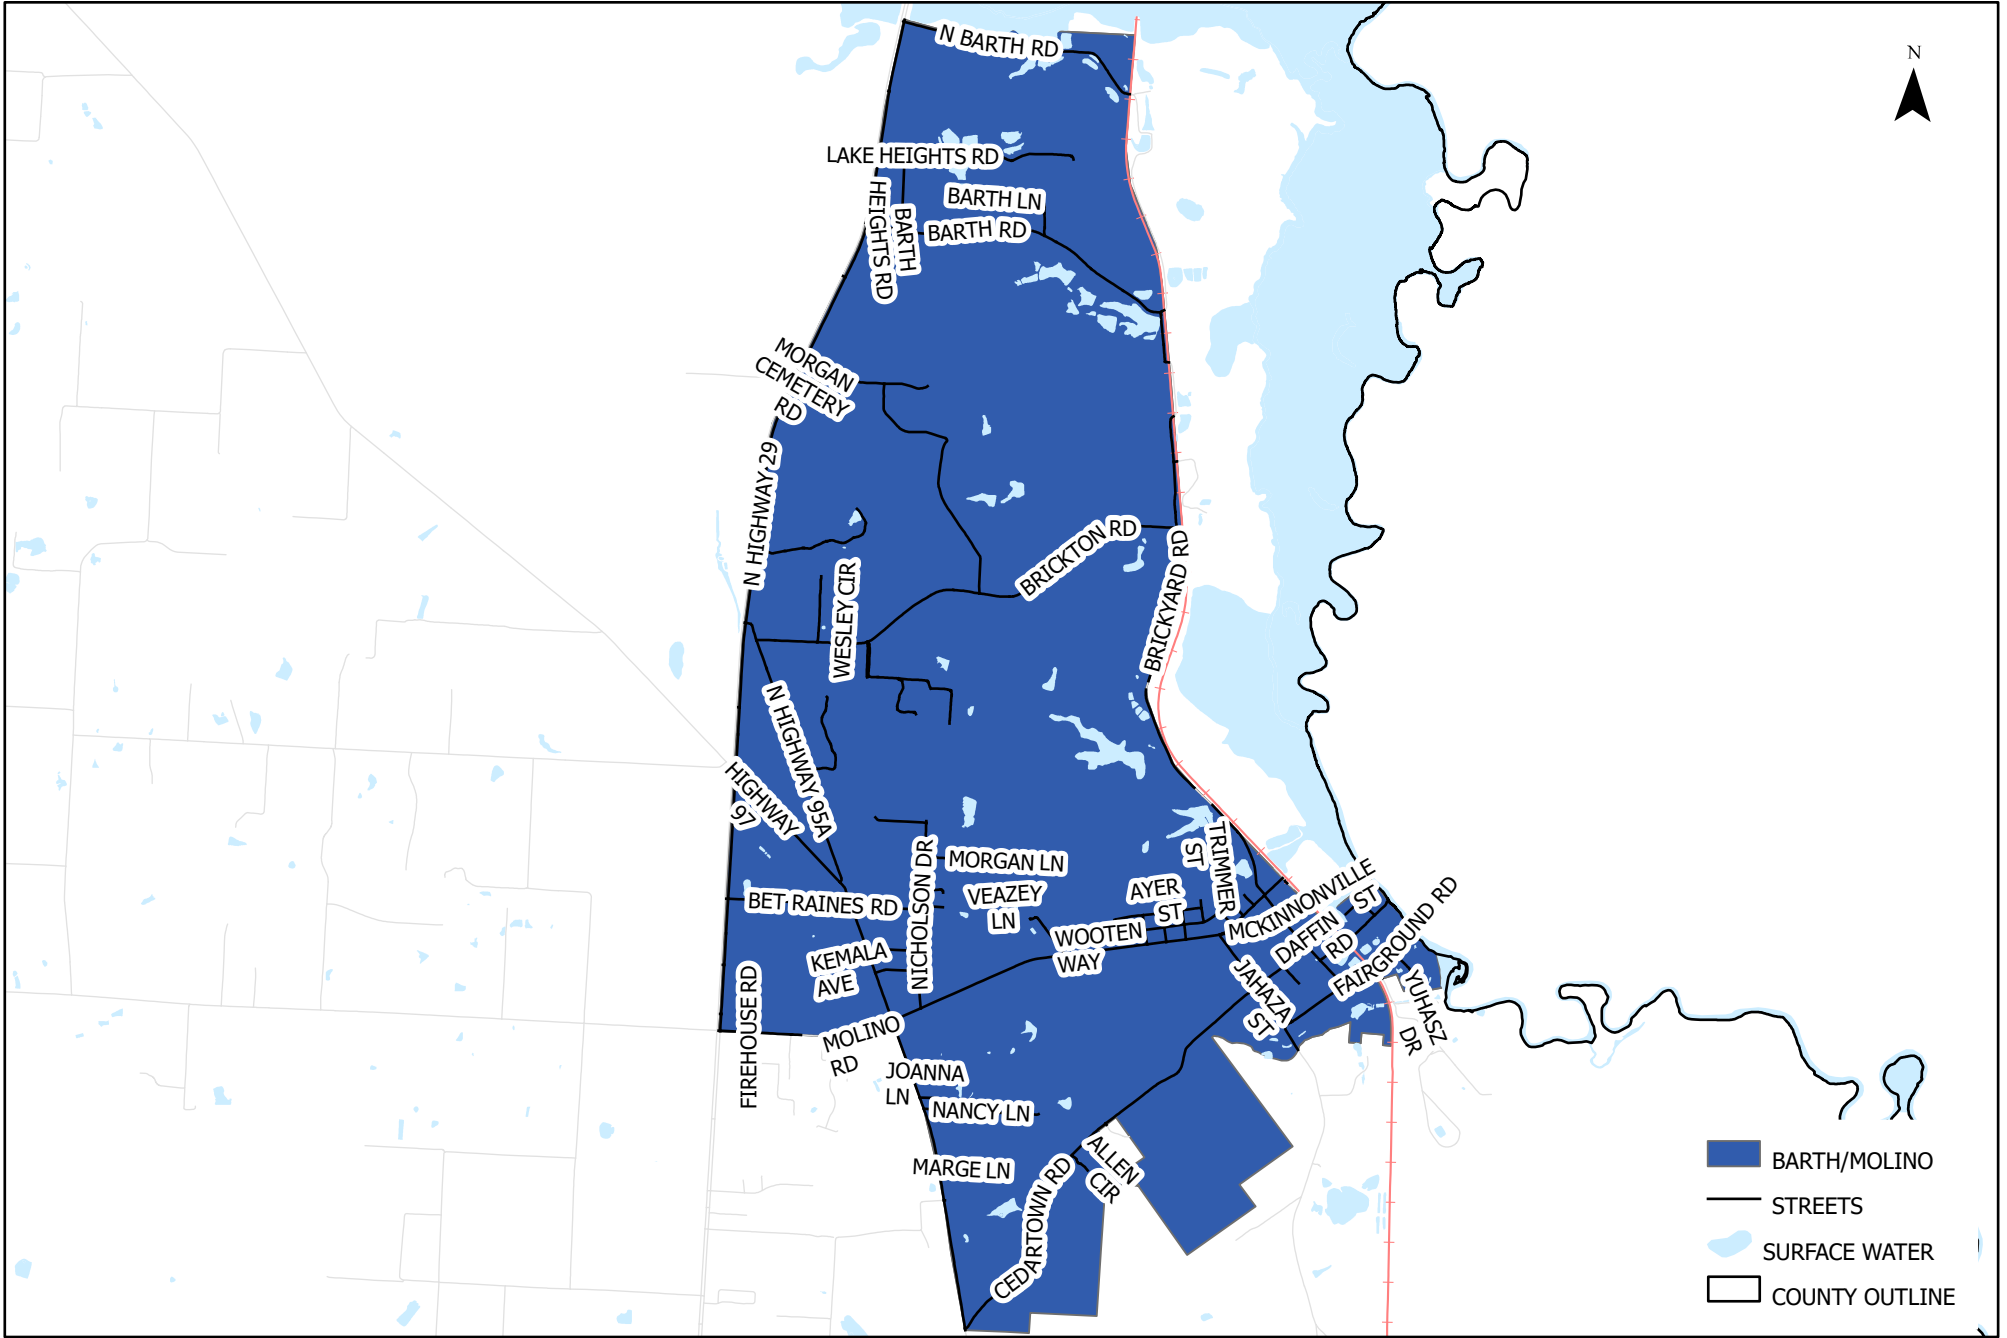 N
N BARTH RD
LAKE HEIGHTS RD
BARTH
HEIGHTS RD
BARTH LN
BARTH RD
MORGAN
CEMETERY
RD
N HIGHWAY 29
BRICKTON RD
BRICKYARD RD
WESLEY CIR
N HIGHWAY 95A
HIGHWAY
97
TRIMMER
ST
NICHOLSON DR
MORGAN LN
BET RAINES RD
VEAZEY
LN
AYER
ST
MCKINNONVILLE
RD
DAFFIN
ST
FAIRGROUND RD
WOOTEN
WAY
KEMALA
AVE
JAHAZA
ST
YUHASZ
DR
FIREHOUSE RD
MOLINO
RD
JOANNA
LN
NANCY LN
MARGE LN
ALLEN
CIR
CEDARTOWN RD
BARTH/MOLINO
STREETS
SURFACE WATER
COUNTY OUTLINE